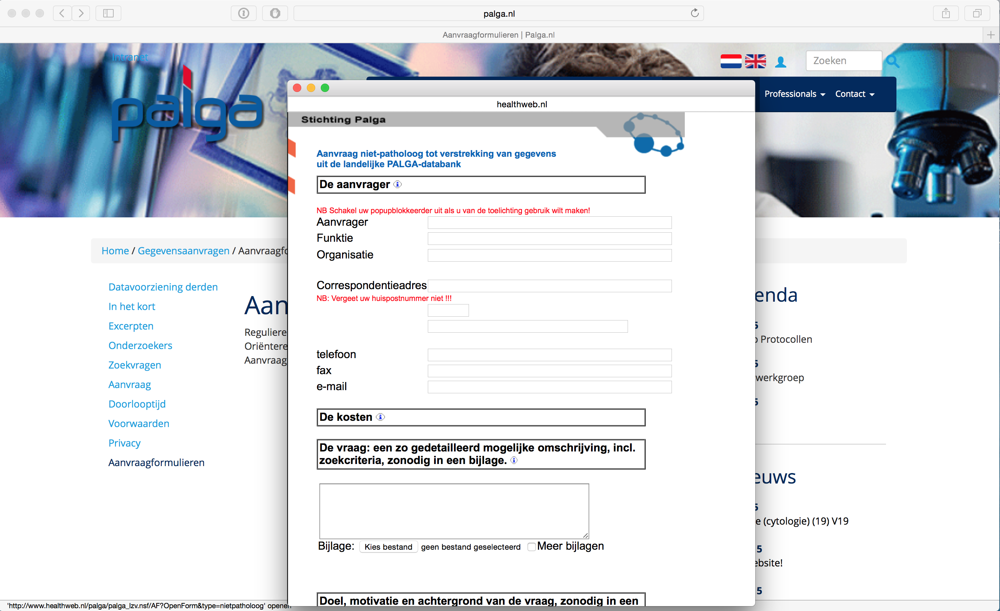 palga.nl
Aanvraagformulieren | Palga.nl
Intranet
palga
Zoeken
Professionals
Contact
Home / Gegevensaanvragen / Aanvraagfo
Datavoorziening derden
In het kort
Excerpten
Onderzoekers
Zoekvragen
Aanvraag
Doorlooptijd
Voorwaarden
Privacy
Aanvraagformulieren
Aan
Reguliere
Oriëntere
Aanvraag
healthweb.nl
Stichting Palga
Aanvraag niet-patholoog tot verstrekking van gegevens
uit de landelijke PALGA-databank
De aanvrager
NB Schakel uw popupblokkeerder uit als u van de toelichting gebruik wilt maken!
Aanvrager
Funktie
Organisatie
Correspondentieadres
NB: Vergeet uw huispostnummer niet !!!
telefoon
fax
e-mail
De kosten
De vraag: een zo gedetailleerd mogelijke omschrijving, incl.
zoekcriteria, zonodig in een bijlage.
Bijlage: Kies bestand geen bestand geselecteerd Meer bijlagen
Doel, motivatie en achtergrond van de vraag, zonodig in een
enda
5
Protocollen
5
werkgroep
5
euws
5
e (cytologie) (19) V19
5
ebsite!
5
'http://www.healthweb.nl/palga/palga_lzv.nsf/AF?OpenForm&type=nietpatholoog' openen